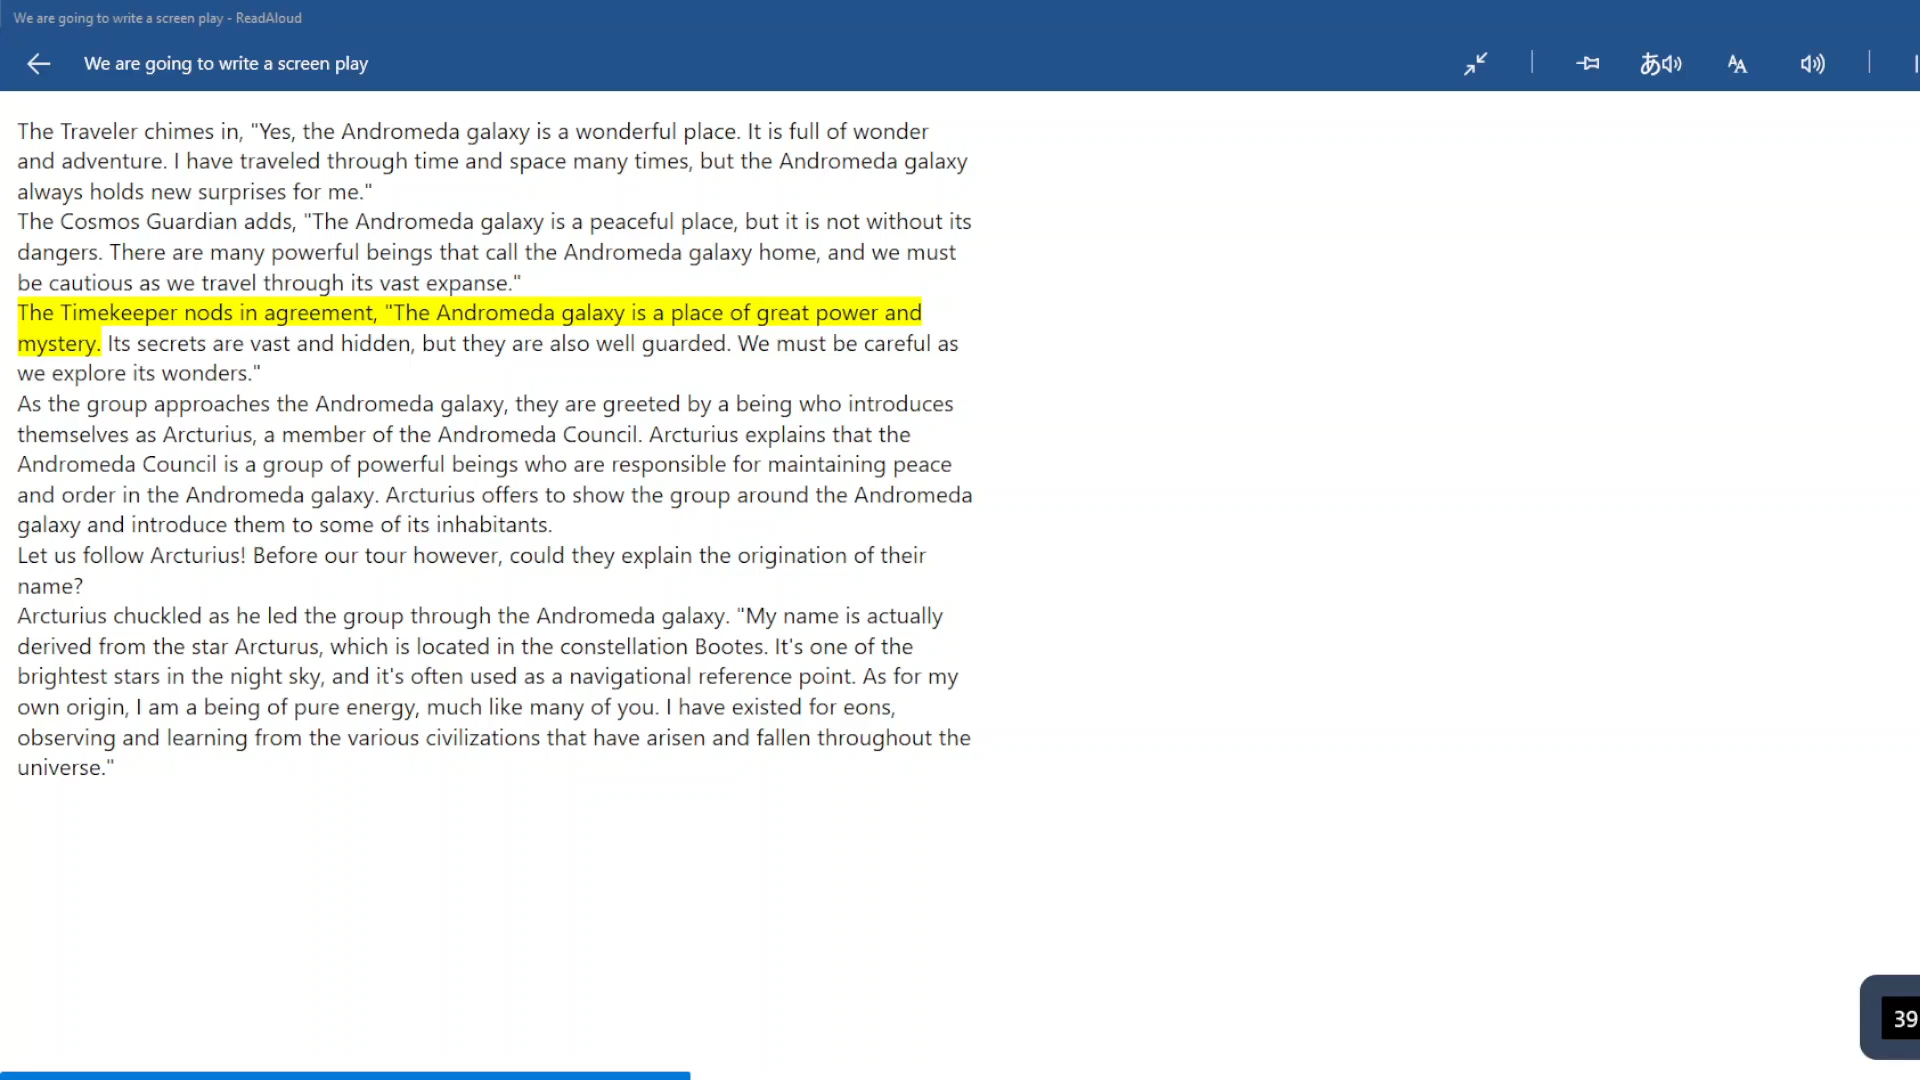 We are going to write a screen play - ReadAloud
We are going to write a screen play
あ
AA
The Traveler chimes in, "Yes, the Andromeda galaxy is a wonderful place. It is full of wonder
and adventure. I have traveled through time and space many times, but the Andromeda galaxy
always holds new surprises for me."
The Cosmos Guardian adds, "The Andromeda galaxy is a peaceful place, but it is not without its
dangers. There are many powerful beings that call the Andromeda galaxy home, and we must
be cautious as we travel through its vast expanse."
The Timekeeper nods in agreement, "The Andromeda galaxy is a place of great power and
mystery. Its secrets are vast and hidden, but they are also well guarded. We must be careful as
we explore its wonders."
As the group approaches the Andromeda galaxy, they are greeted by a being who introduces
themselves as Arcturius, a member of the Andromeda Council. Arcturius explains that the
Andromeda Council is a group of powerful beings who are responsible for maintaining peace
and order in the Andromeda galaxy. Arcturius offers to show the group around the Andromeda
galaxy and introduce them to some of its inhabitants.
Let us follow Arcturius! Before our tour however, could they explain the origination of their
name?
Arcturius chuckled as he led the group through the Andromeda galaxy. "My name is actually
derived from the star Arcturus, which is located in the constellation Bootes. It's one of the
brightest stars in the night sky, and it's often used as a navigational reference point. As for my
own origin, I am a being of pure energy, much like many of you. I have existed for eons,
observing and learning from the various civilizations that have arisen and fallen throughout the
universe."
39